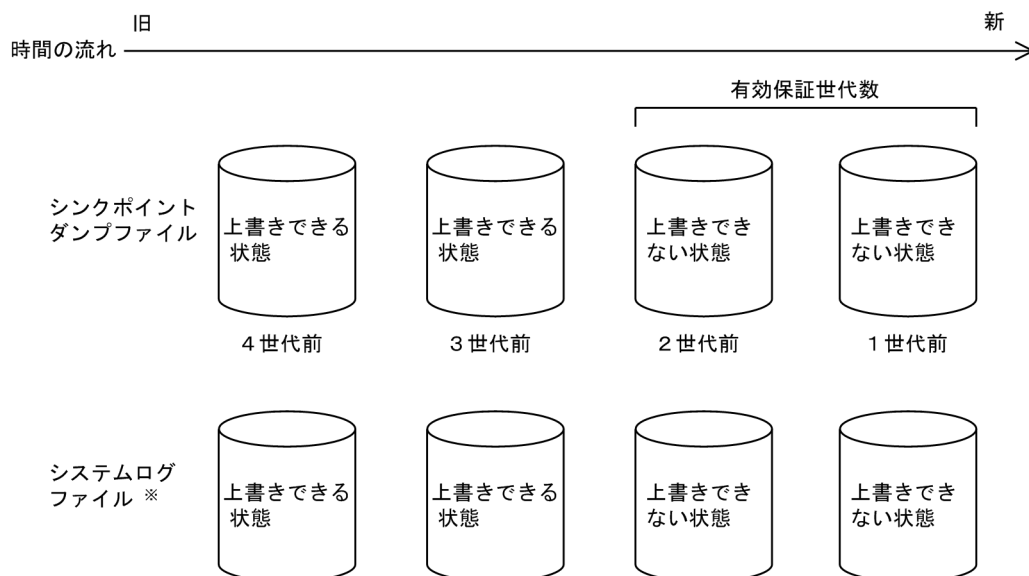 旧
新
時間の流れ
有効保証世代数
シンクポイント
ダンプファイル
上書きできる
状態
上書きできる
状態
上書きでき
ない状態
上書きでき
ない状態
4世代前
3世代前
2世代前
1世代前
システムログ
ファイル ※
上書きできる
状態
上書きできる
状態
上書きでき
ない状態
上書きでき
ない状態